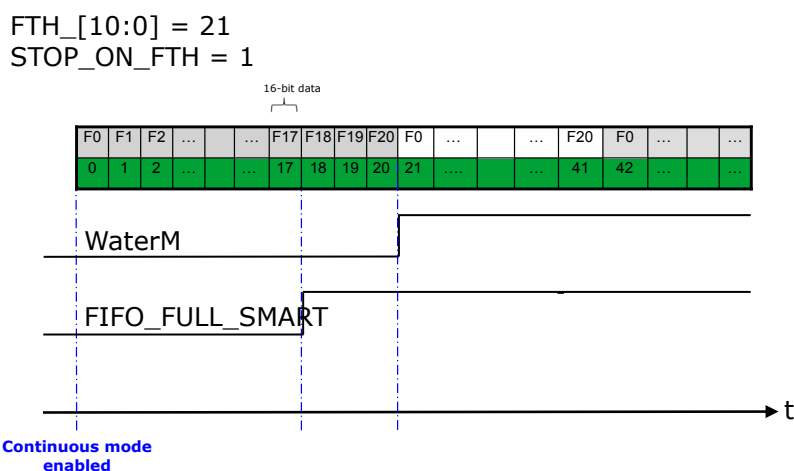 FTH_[10:0] = 21
STOP_ON_FTH = 1
16-bit data
F0 F1 F2 ... ... F17 F18 F19 F20 F0 ... ... F20 F0 ... ...
0 1 2 ... ... 17 18 19 20 21 .... ... 41 42 ... ...
WaterM
FIFO_FULL_SMART
t
Continuous mode
enabled